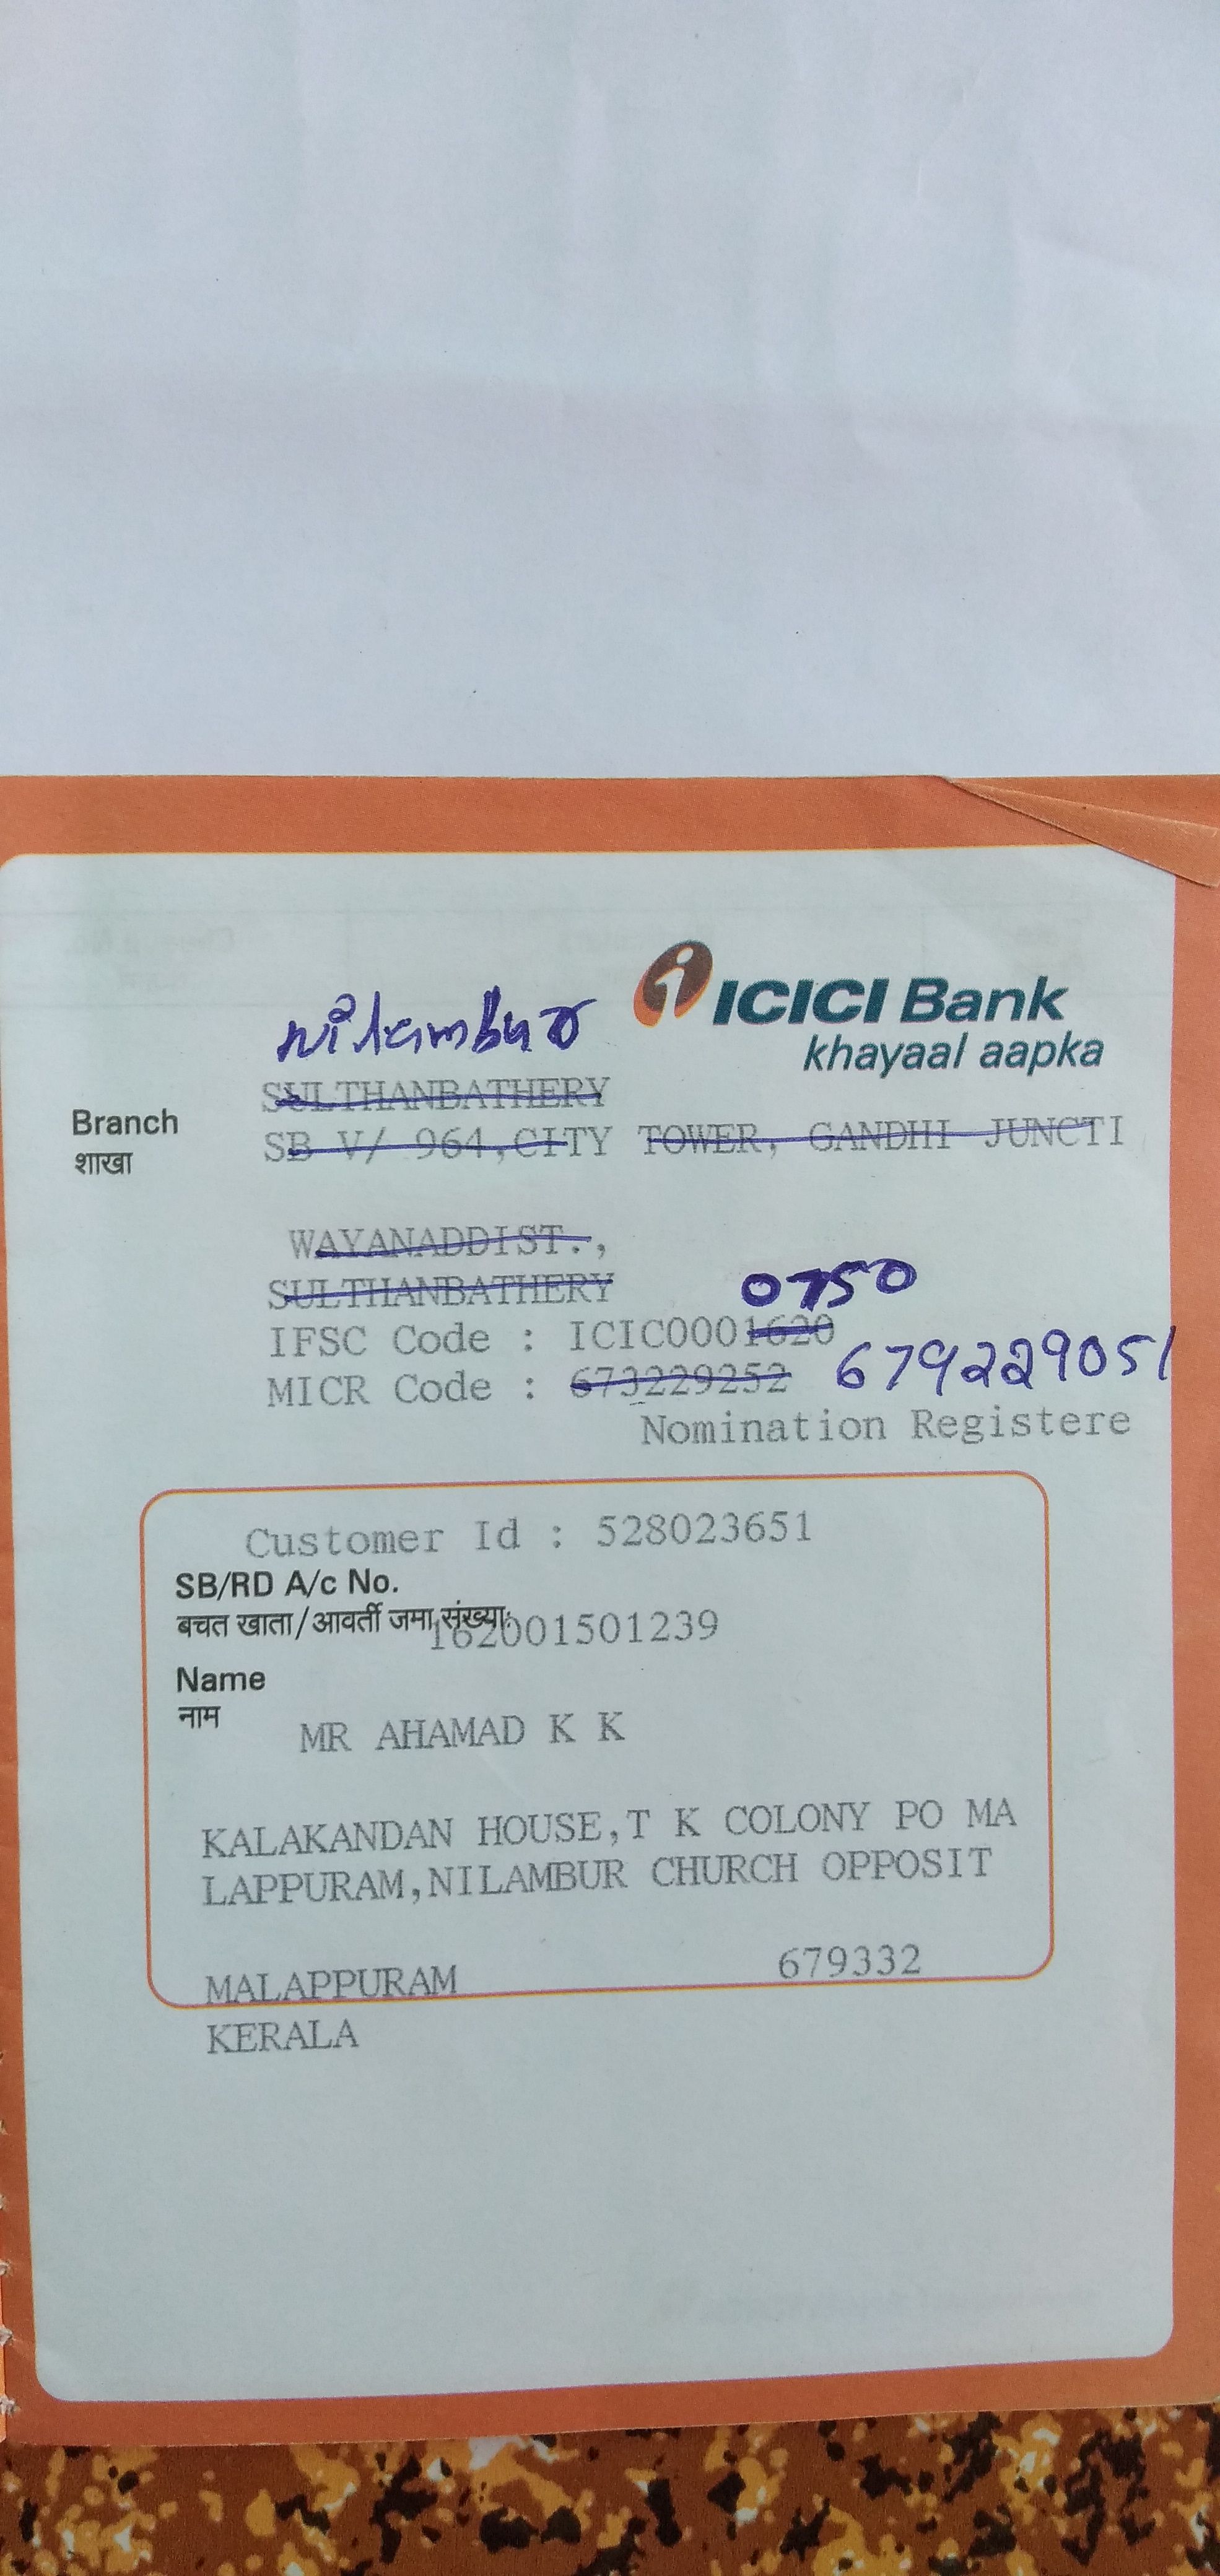 ICICI Bank
khayaal aapka
Nilambur
SULTHANBATHERY
Branch
शाखा
SB V/ 964,CITY TOWER, GANDHI JUNCTI
WAYANADDIST.,
SULTHANBATHERY
0750
IFSC Code : ICIC0001620
MICR Code : 673229252 679229051
Nomination Registere
Customer Id : 528023651
SB/RD A/c No.
बचत खाता/आवर्ती जमा संख्या 162001501239
Name
नाम
MR AHAMAD K K
KALAKANDAN HOUSE,T K COLONY PO MA
LAPPURAM,NILAMBUR CHURCH OPPOSIT
MALAPPURAM 679332
KERALA